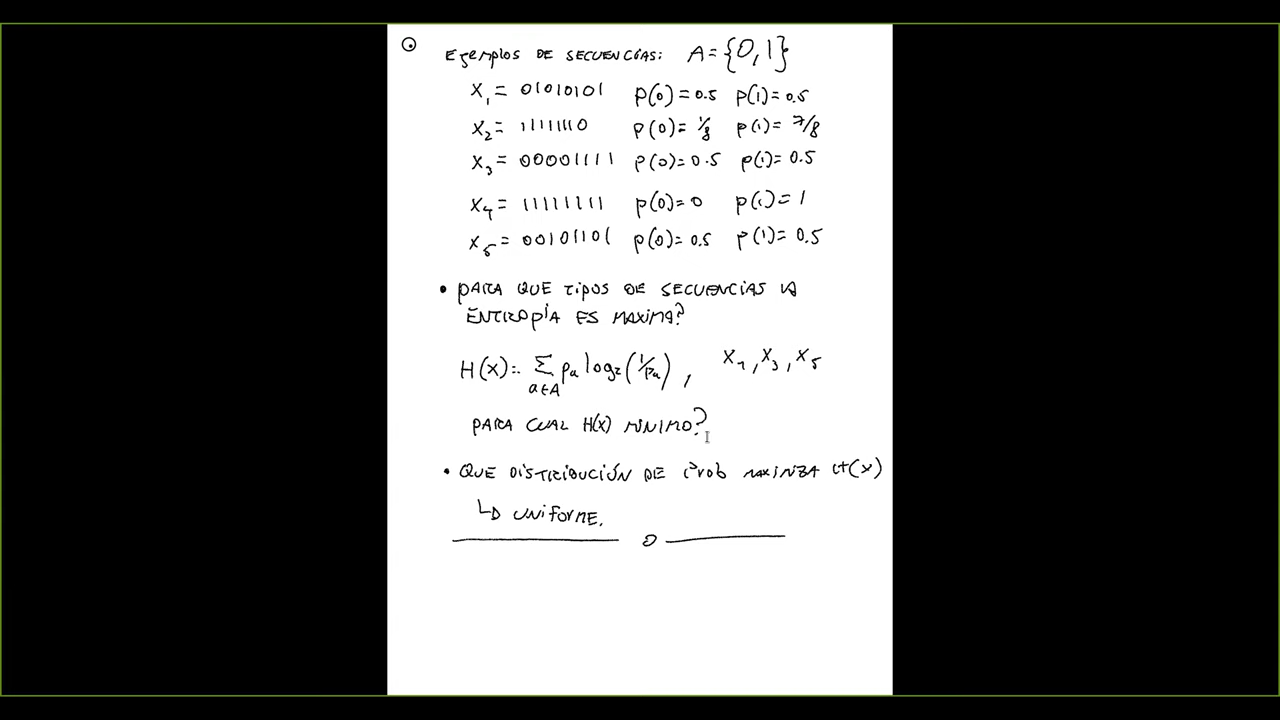 Ejemplos DE SECUENCIAS: A = {0,1}
X₁ = 01010101 p(0) = 0.5 p(1) = 0.5
X₂ = 11111110 p(0) = 1/8 p(1) = 7/8
X₃ = 00001111 p(0) = 0.5 p(1) = 0.5
X₄ = 11111111 p(0) = 0 p(1) = 1
X₅ = 00101101 p(0) = 0.5 p(1) = 0.5
• PARA QUE TIPOS DE SECUENCIAS LA
ENTROPÍA ES MAXIMA?
H(X) = Σ a∈A pₐ log₂(1/pₐ), X₁, X₃, X₅
PARA CUAL H(X) MINIMO?
• QUE DISTRIBUCIÓN DE Prob MAXIMIZA H(X)
↳ UNIFORME.